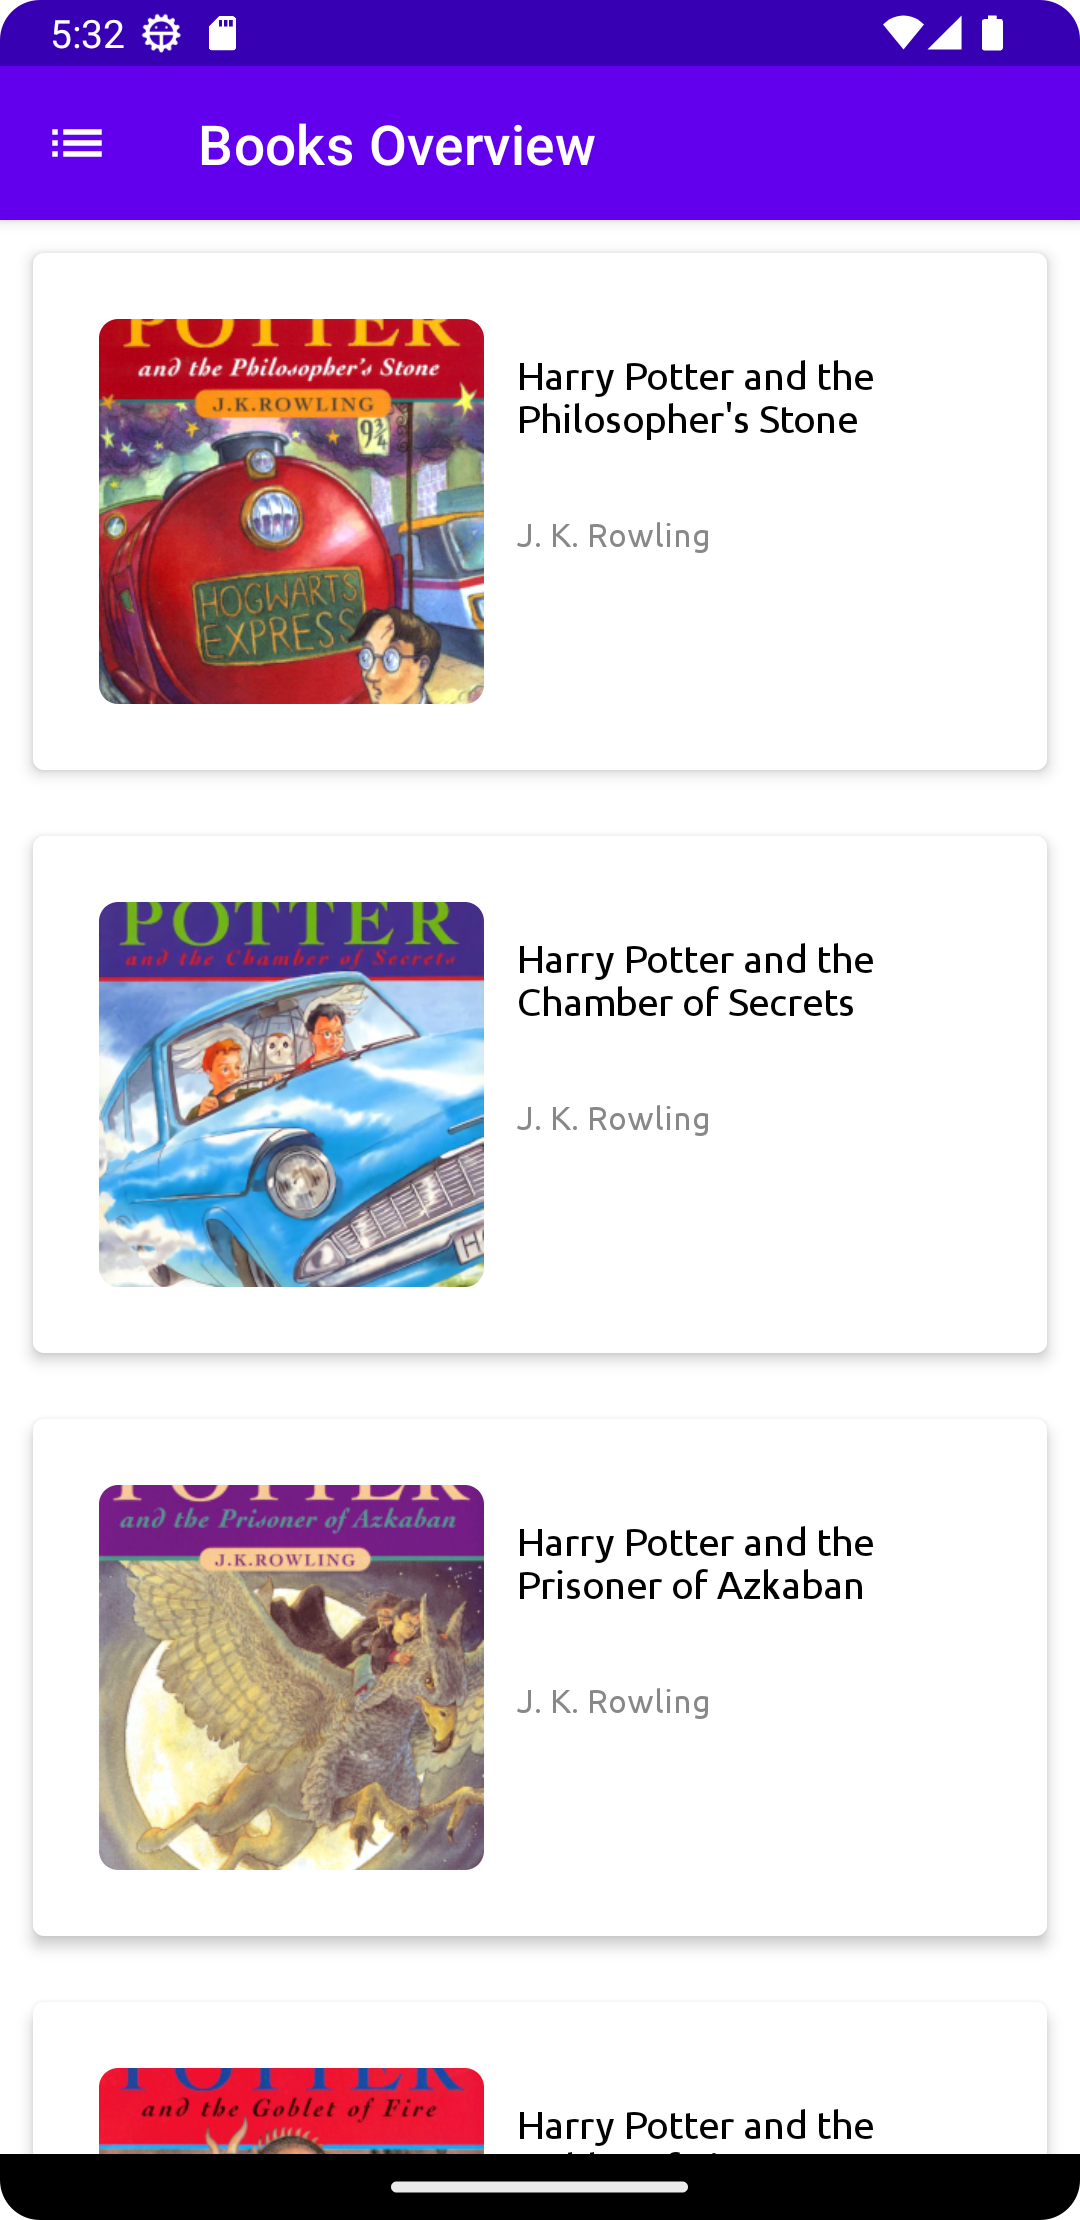 5:32
Books Overview
POTTER
and the Philosopher's Stone
J.K.ROWLING
9¾
HOGWARTS
EXPRESS
Harry Potter and the
Philosopher's Stone
J. K. Rowling
POTTER
and the Chamber of Secrets
Harry Potter and the
Chamber of Secrets
J. K. Rowling
POTTER
and the Prisoner of Azkaban
J.K.ROWLING
Harry Potter and the
Prisoner of Azkaban
J. K. Rowling
POTTER
and the Goblet of Fire
Harry Potter and the